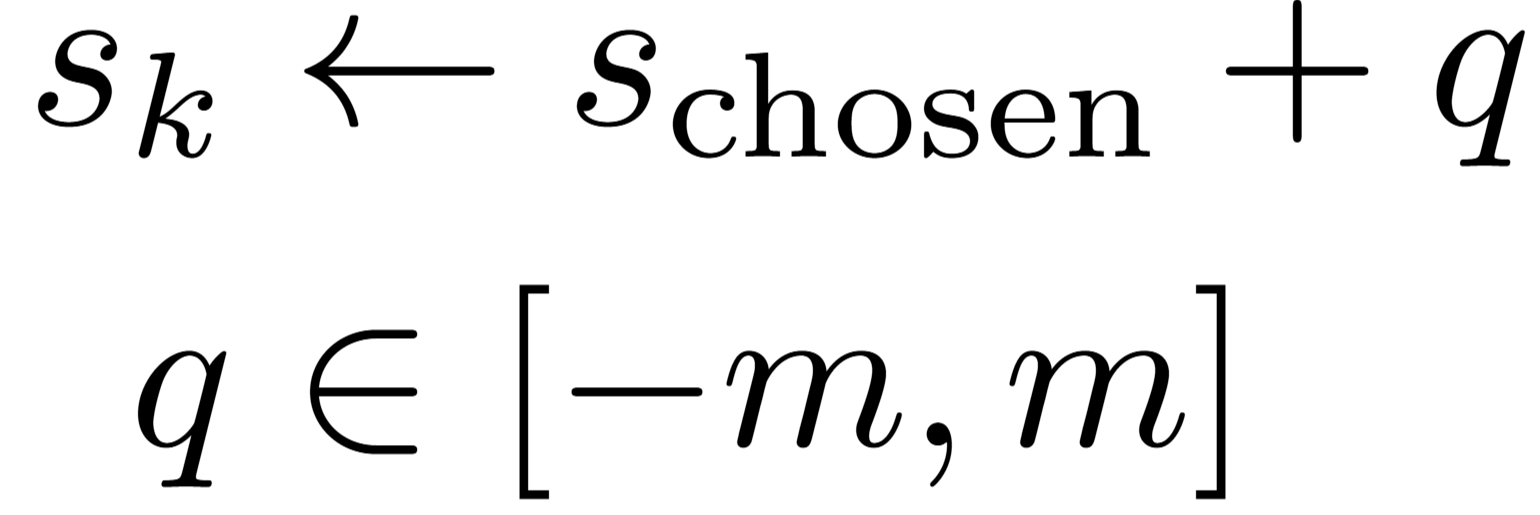 s_k ← s_chosen + q
q ∈ [−m, m]